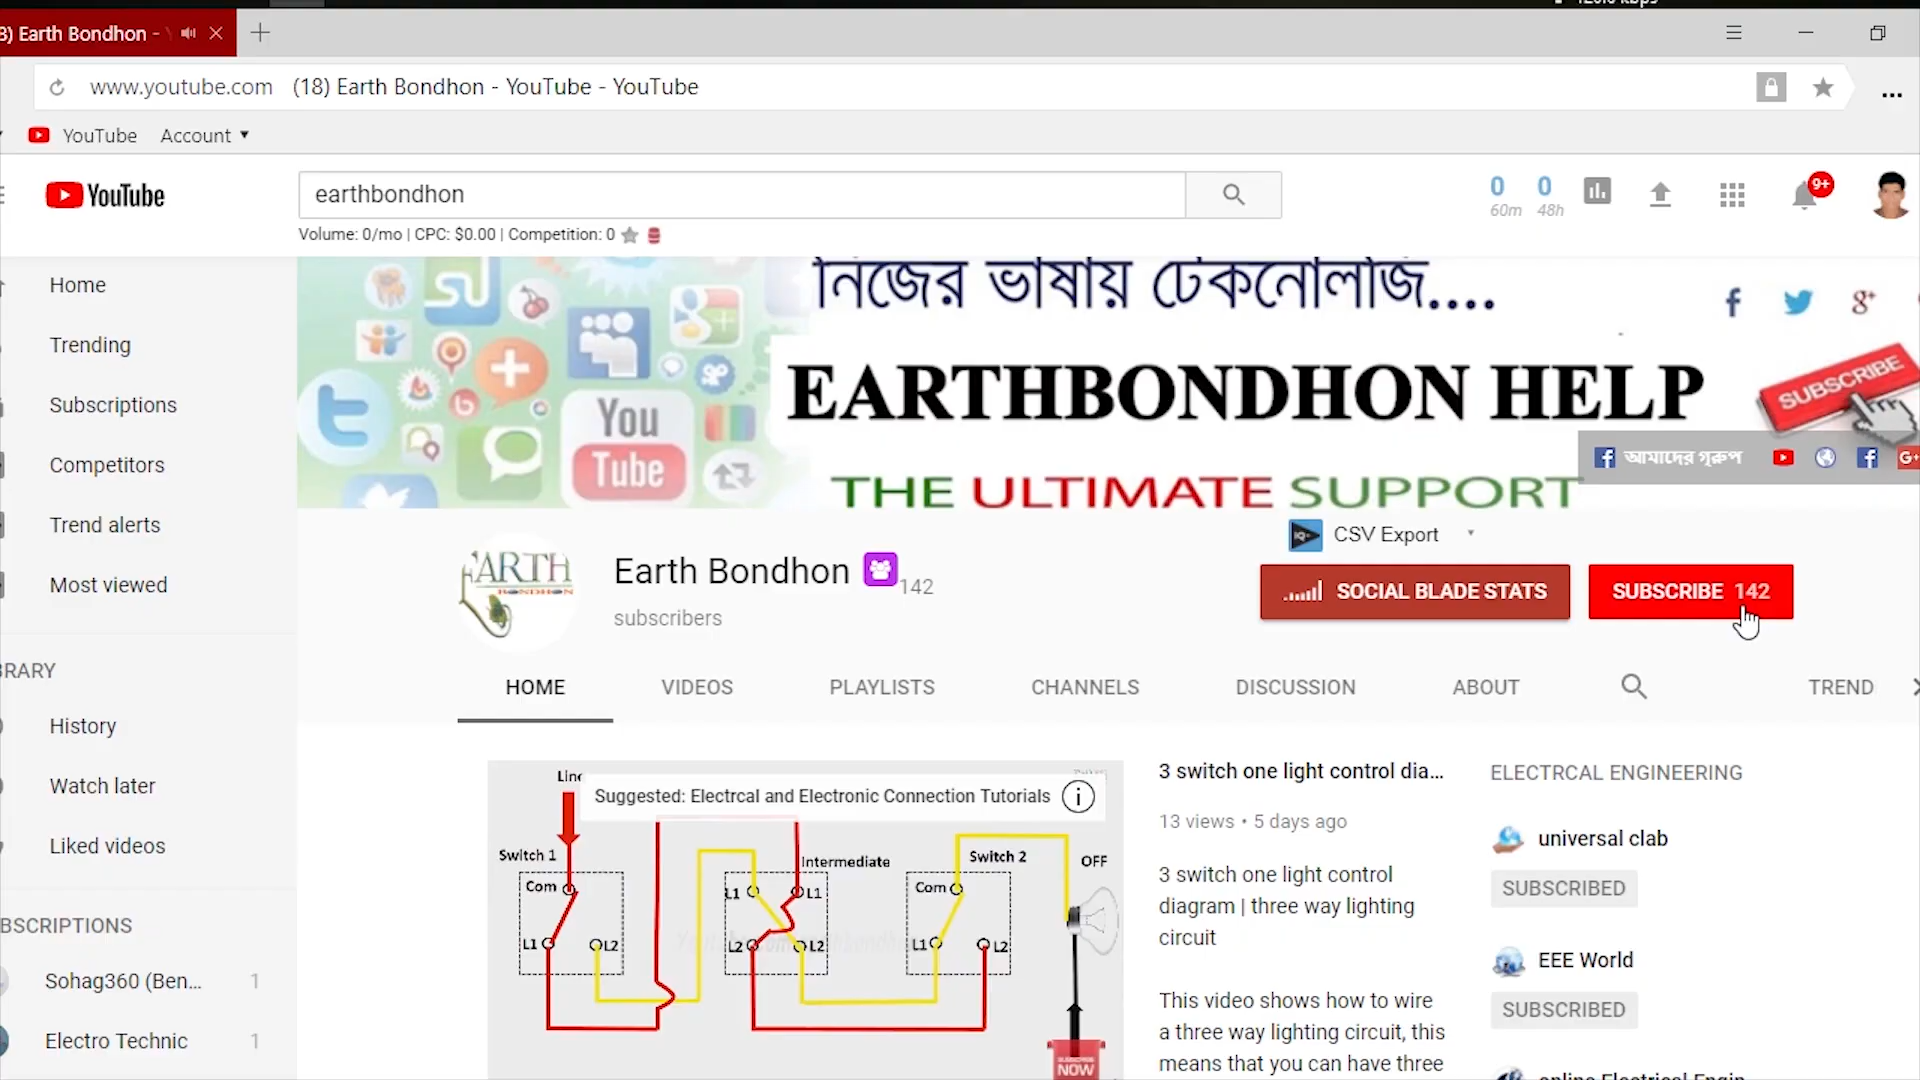 3) Earth Bondhon -
www.youtube.com (18) Earth Bondhon - YouTube - YouTube
YouTube Account
YouTube
earthbondhon
0 0
60m 48h
9+
Volume: 0/mo | CPC: $0.00 | Competition: 0
Home
Trending
Subscriptions
Competitors
Trend alerts
Most viewed
BRARY
History
Watch later
Liked videos
BSCRIPTIONS
Sohag360 (Ben... 1
Electro Technic 1
You
Tube
নিজের ভাষায় টেকনোলজি....
EARTHBONDHON HELP
THE ULTIMATE SUPPORT
SUBSCRIBE
আমাদের গ্রুপ
CSV Export
EARTH
BONDHON
Earth Bondhon 142
subscribers
SOCIAL BLADE STATS
SUBSCRIBE 142
HOME VIDEOS PLAYLISTS CHANNELS DISCUSSION ABOUT TREND
Line
Suggested: Electrcal and Electronic Connection Tutorials
Switch 1
Intermediate
Switch 2
OFF
Com
L1
L1
Com
L1
L2
L2
L2
L1
L2
SUBSCRIBE
NOW
3 switch one light control dia...
13 views • 5 days ago
3 switch one light control
diagram | three way lighting
circuit
This video shows how to wire
a three way lighting circuit, this
means that you can have three
ELECTRCAL ENGINEERING
universal clab
SUBSCRIBED
EEE World
SUBSCRIBED